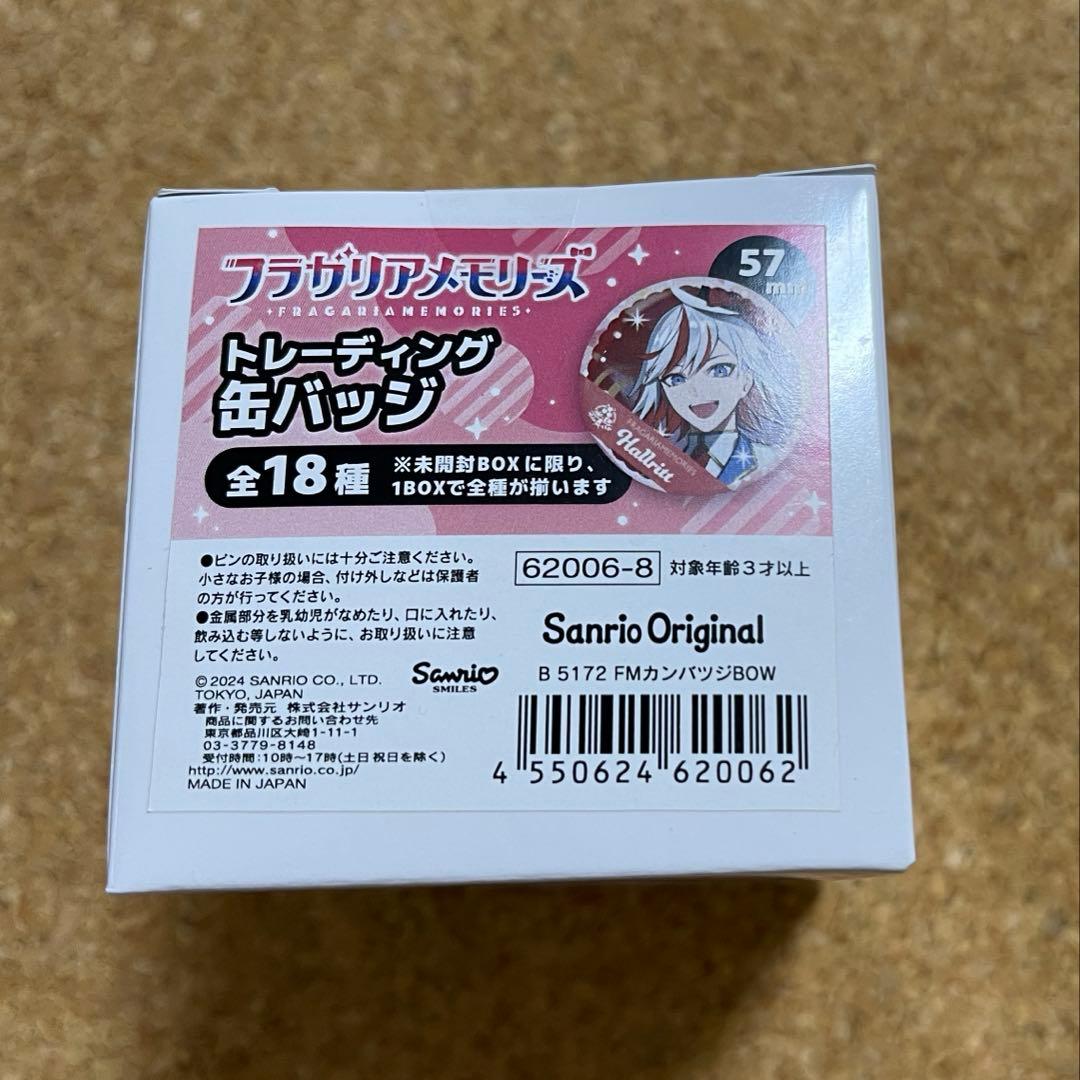 フラガリアメモリーズ
FRAGARIAMEMORIES
57
mm
トレーディング
缶バッジ
FRAGARIAMEMORIES
Hallritt
全18種
※未開封BOXに限り、
1BOXで全種が揃います
●ピンの取り扱いには十分ご注意ください。
小さなお子様の場合、付け外しなどは保護者
の方が行ってください。
●金属部分を乳幼児がなめたり、口に入れたり、
飲み込む等しないように、お取り扱いに注意
してください。
62006-8 対象年齢3才以上
Sanrio Original
©2024 SANRIO CO., LTD.
TOKYO, JAPAN
Sanrio
SMILES
B 5172 FMカンバツジBOW
著作・発売元 株式会社サンリオ
商品に関するお問い合わせ先
東京都品川区大崎1-11-1
03-3779-8148
受付時間:10時〜17時(土日祝日を除く)
http://www.sanrio.co.jp/
MADE IN JAPAN
4 550624 620062